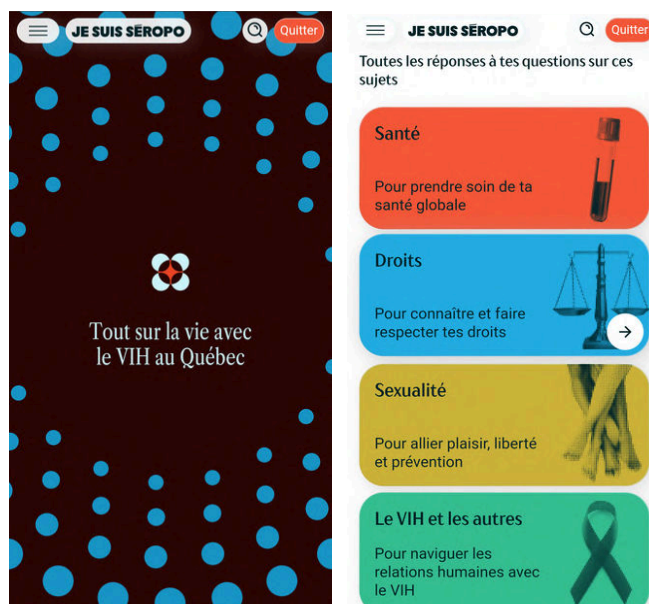 JE SUIS SÉROPO
Quitter
Tout sur la vie avec
le VIH au Québec
JE SUIS SÉROPO
Quitter
Toutes les réponses à tes questions sur ces
sujets
Santé
Pour prendre soin de ta
santé globale
Droits
Pour connaître et faire
respecter tes droits
Sexualité
Pour allier plaisir, liberté
et prévention
Le VIH et les autres
Pour naviguer les
relations humaines avec
le VIH